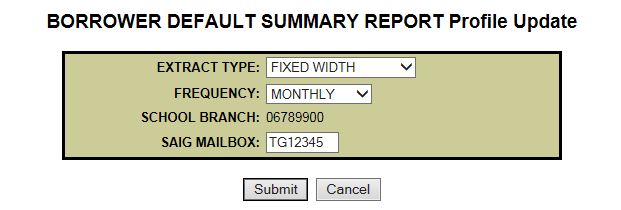 BORROWER DEFAULT SUMMARY REPORT Profile Update
EXTRACT TYPE: FIXED WIDTH
FREQUENCY: MONTHLY
SCHOOL BRANCH: 06789900
SAIG MAILBOX: TG12345
Submit Cancel